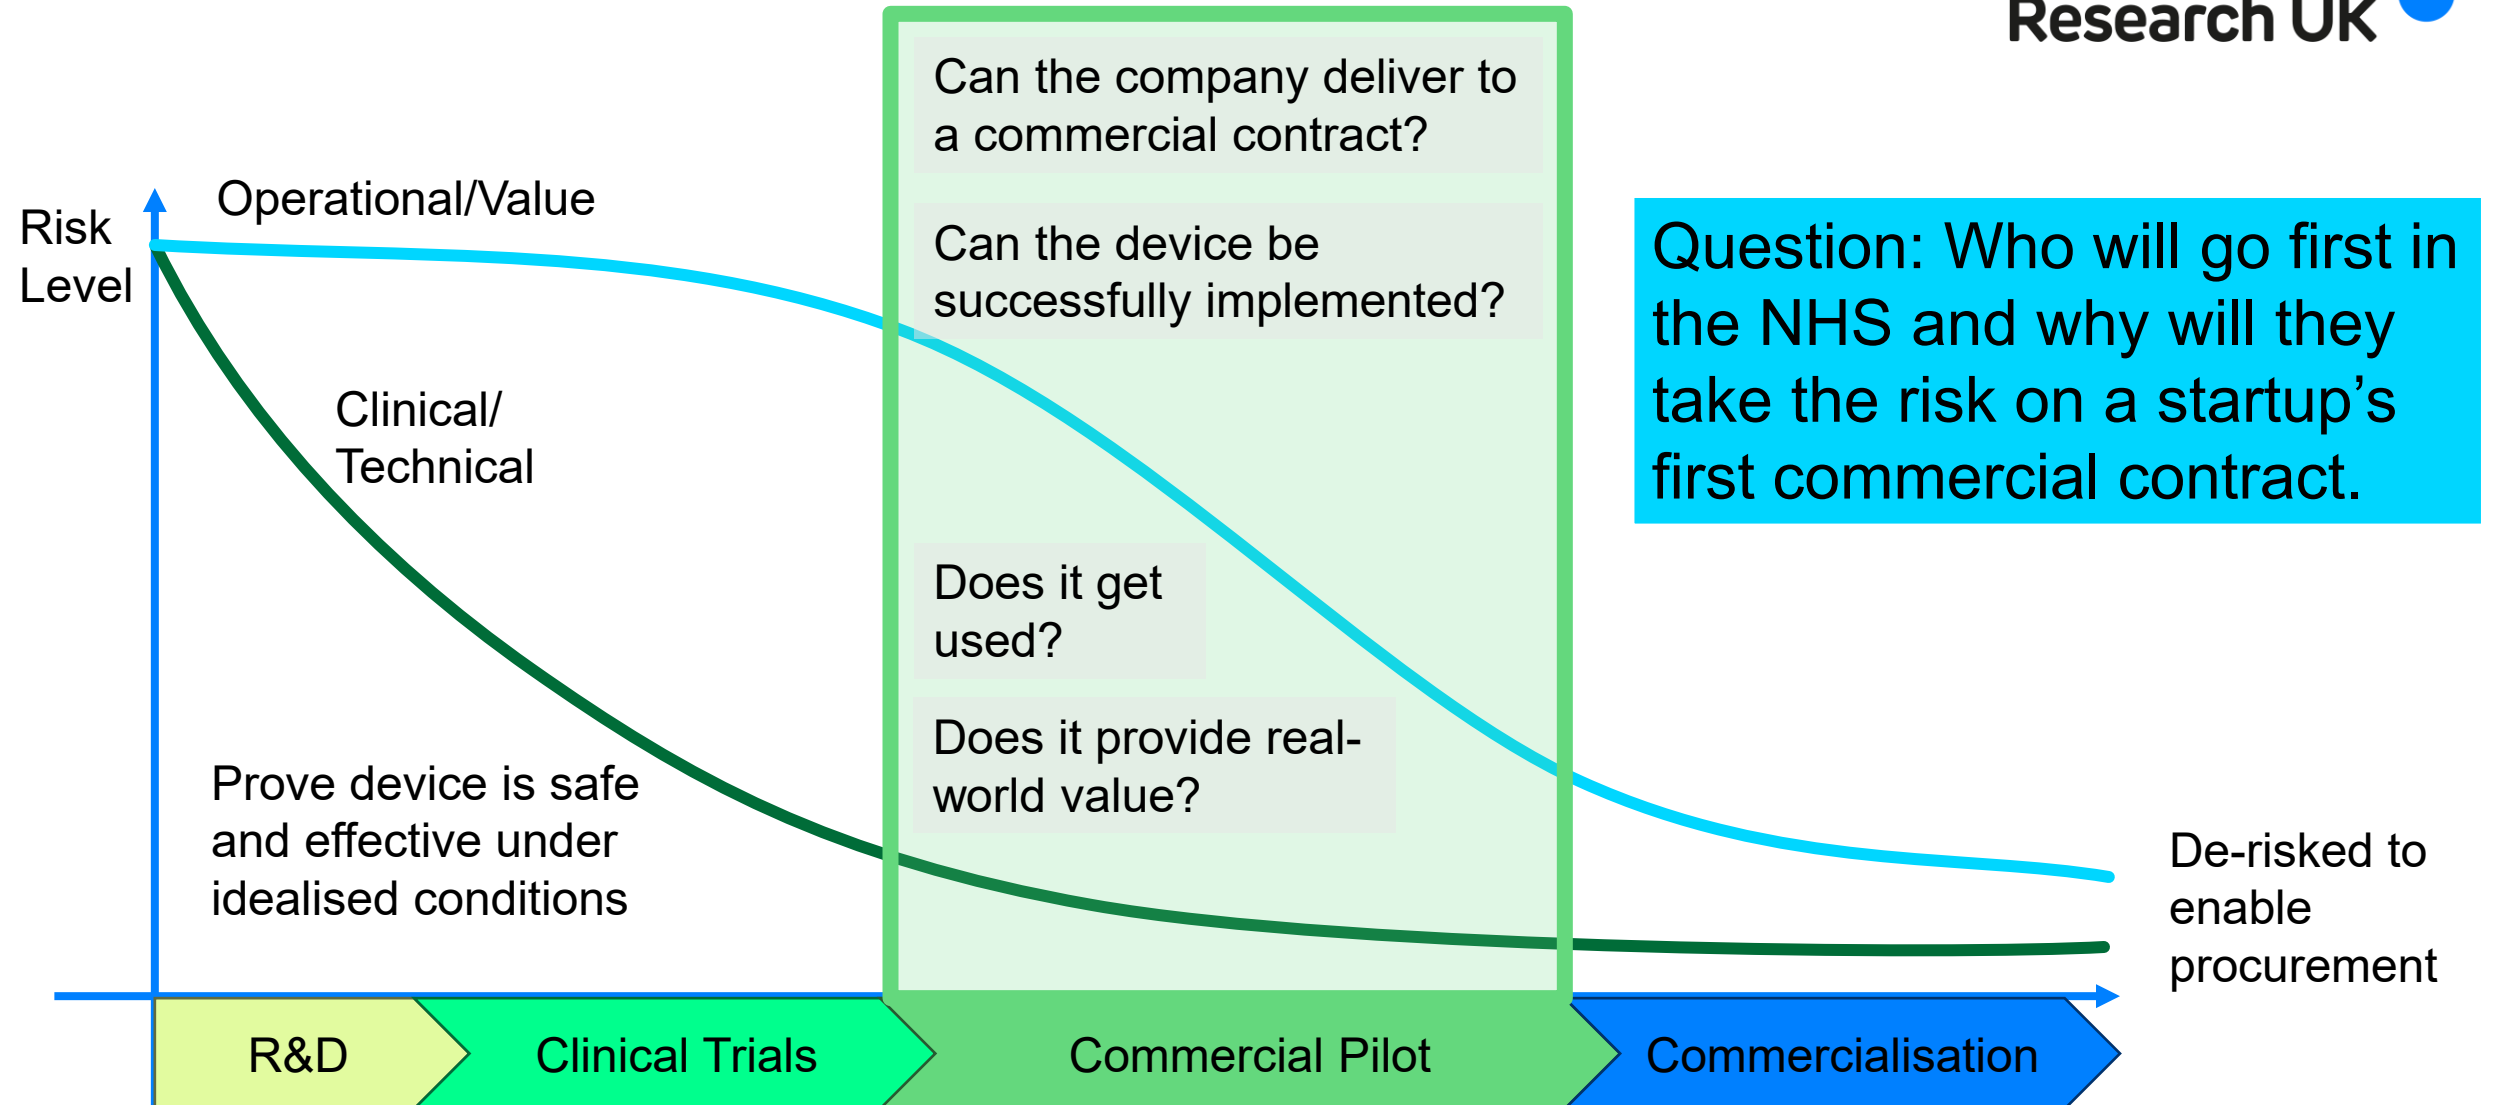 Research UK
Can the company deliver to
a commercial contract?
Operational/Value
Risk
Level
Can the device be
successfully implemented?
Question: Who will go first in
the NHS and why will they
take the risk on a startup’s
first commercial contract.
Clinical/
Technical
Does it get
used?
Does it provide real-
world value?
Prove device is safe
and effective under
idealised conditions
De-risked to
enable
procurement
R&D
Clinical Trials
Commercial Pilot
Commercialisation